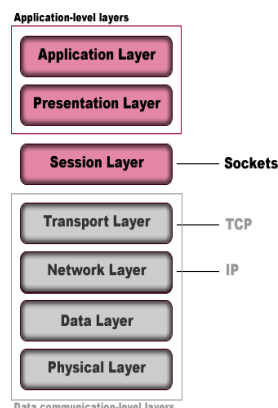 Application-level layers
Application Layer
Presentation Layer
Session Layer
Sockets
Transport Layer
TCP
Network Layer
IP
Data Layer
Physical Layer
Data communication-level layers